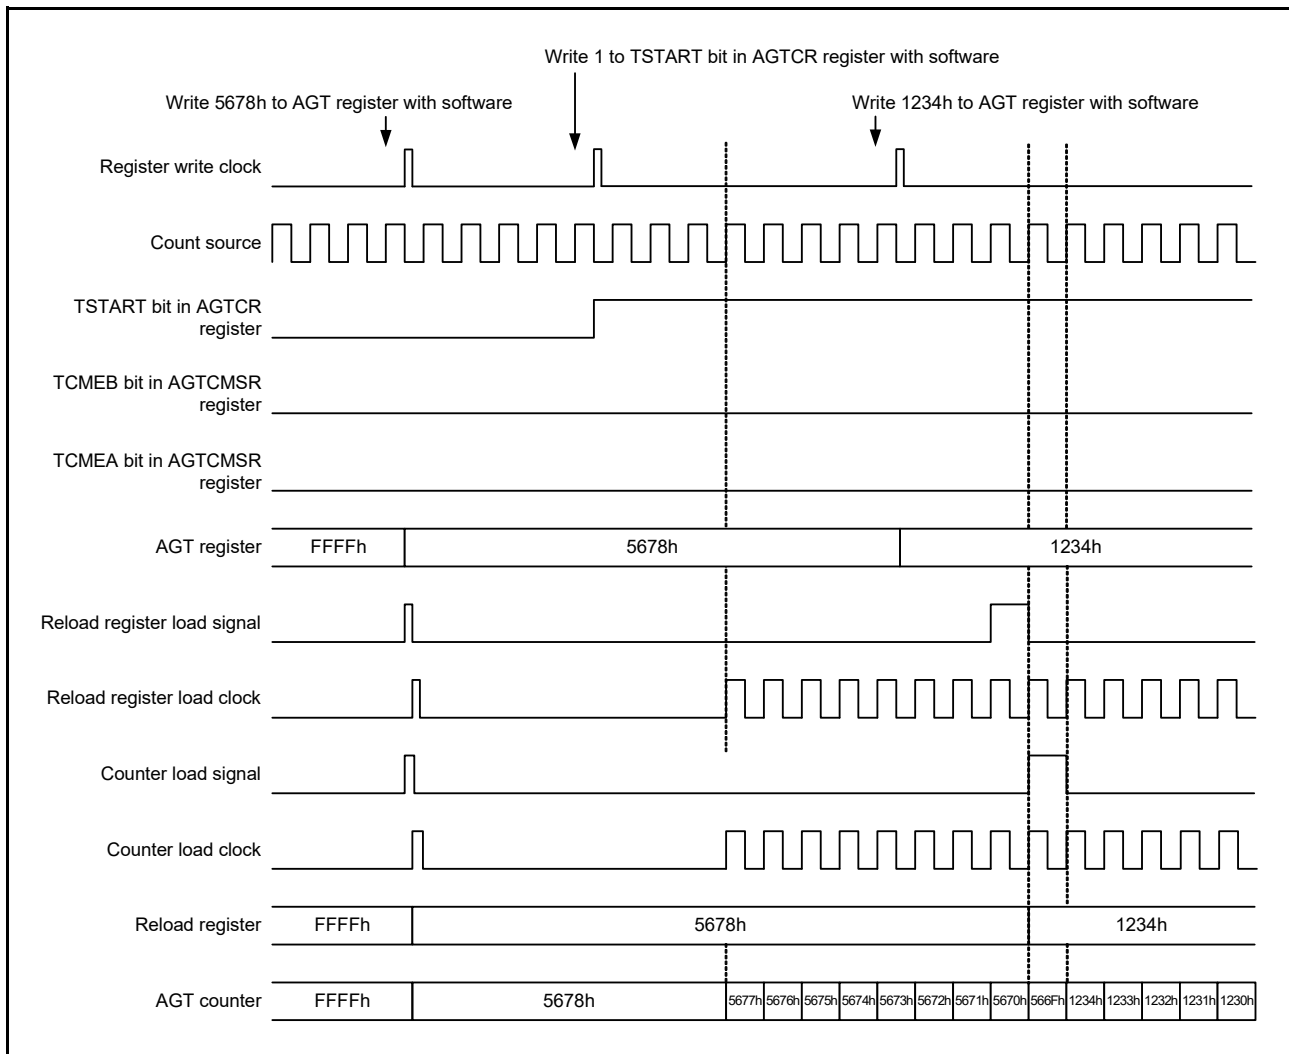 Write 1 to TSTART bit in AGTCR register with software
Write 5678h to AGT register with software
Write 1234h to AGT register with software
Register write clock
Count source
TSTART bit in AGTCR
register
TCMEB bit in AGTCMSR
register
TCMEA bit in AGTCMSR
register
AGT register FFFFh 5678h 1234h
Reload register load signal
Reload register load clock
Counter load signal
Counter load clock
Reload register FFFFh 5678h 1234h
AGT counter FFFFh 5678h 5677h 5676h 5675h 5674h 5673h 5672h 5671h 5670h 566Fh 1234h 1233h 1232h 1231h 1230h